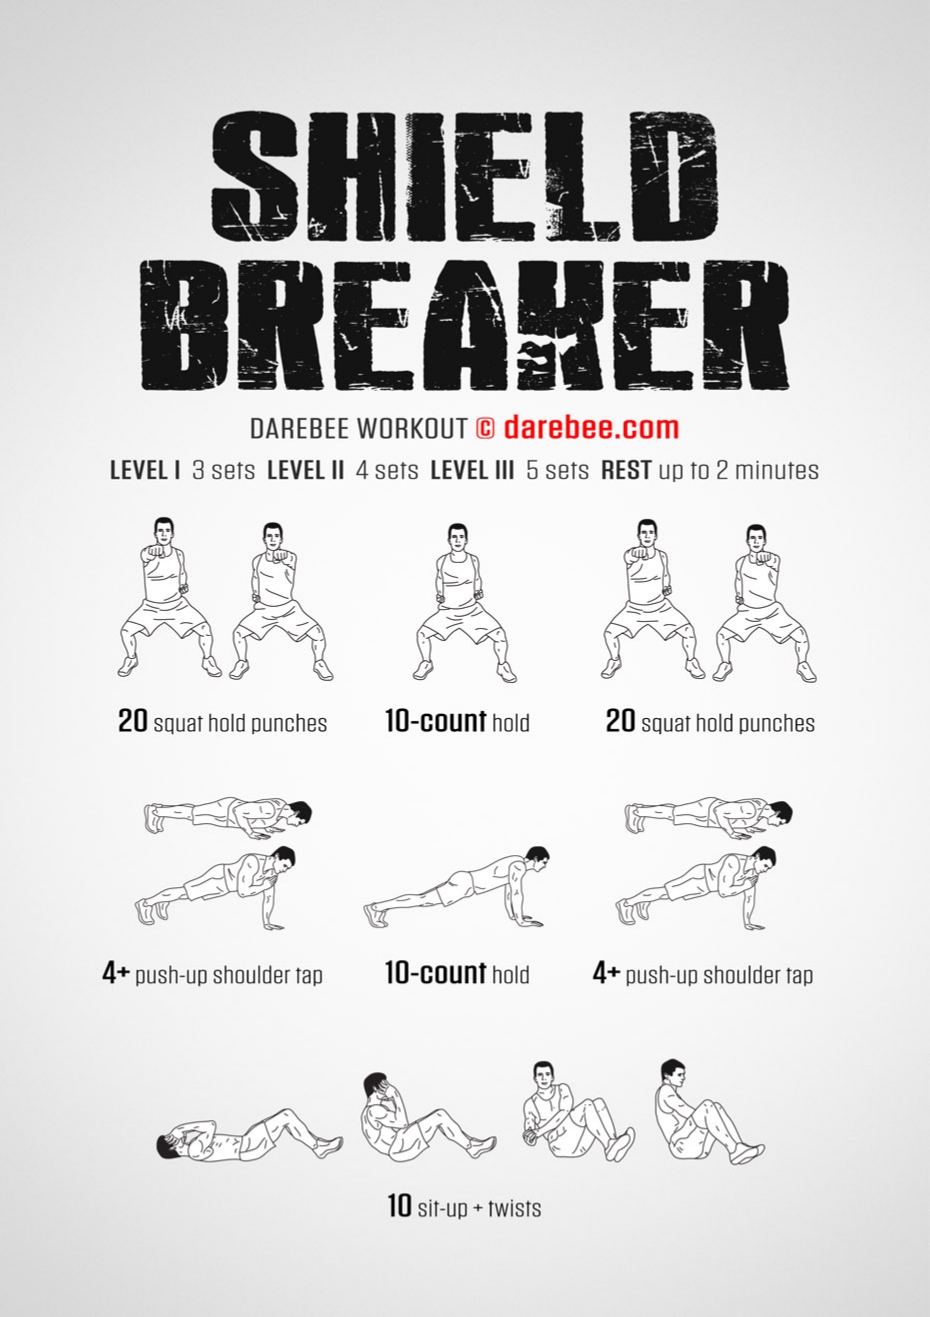 SHIELD
BREAKER
DAREBEE WORKOUT © darebee.com
LEVEL I 3 sets LEVEL II 4 sets LEVEL III 5 sets REST up to 2 minutes
20 squat hold punches
10-count hold
20 squat hold punches
4+ push-up shoulder tap
10-count hold
4+ push-up shoulder tap
10 sit-up + twists